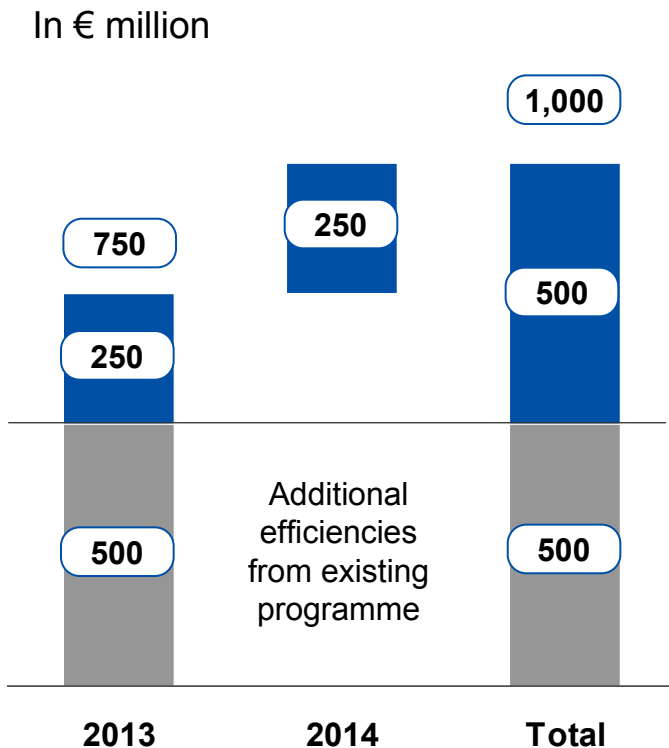 In € million
1,000
750
250
250
500
500
Additional
efficiencies
from existing
programme
500
2013
2014
Total